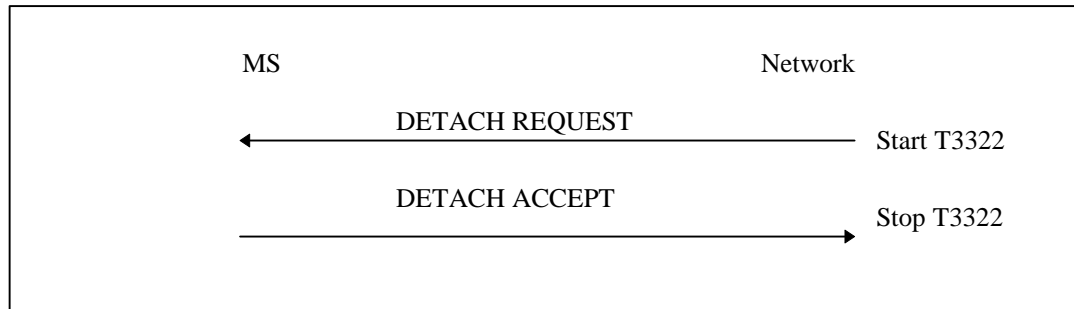 MS Network
DETACH REQUEST
Start T3322
DETACH ACCEPT
Stop T3322